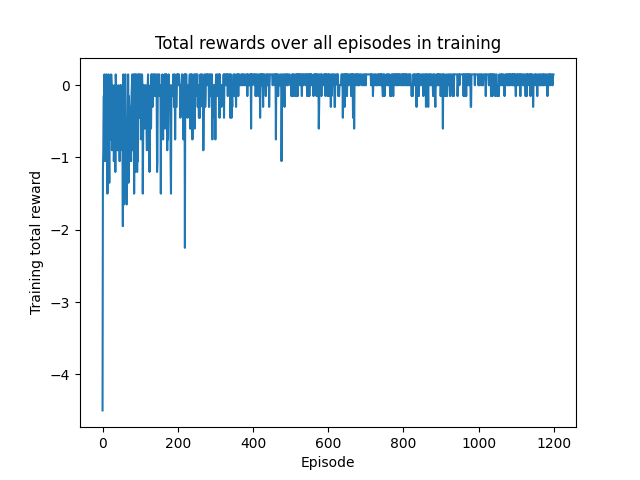 Total rewards over all episodes in training
0
−1
−2
−3
−4
Training total reward
0 200 400 600 800 1000 1200
Episode